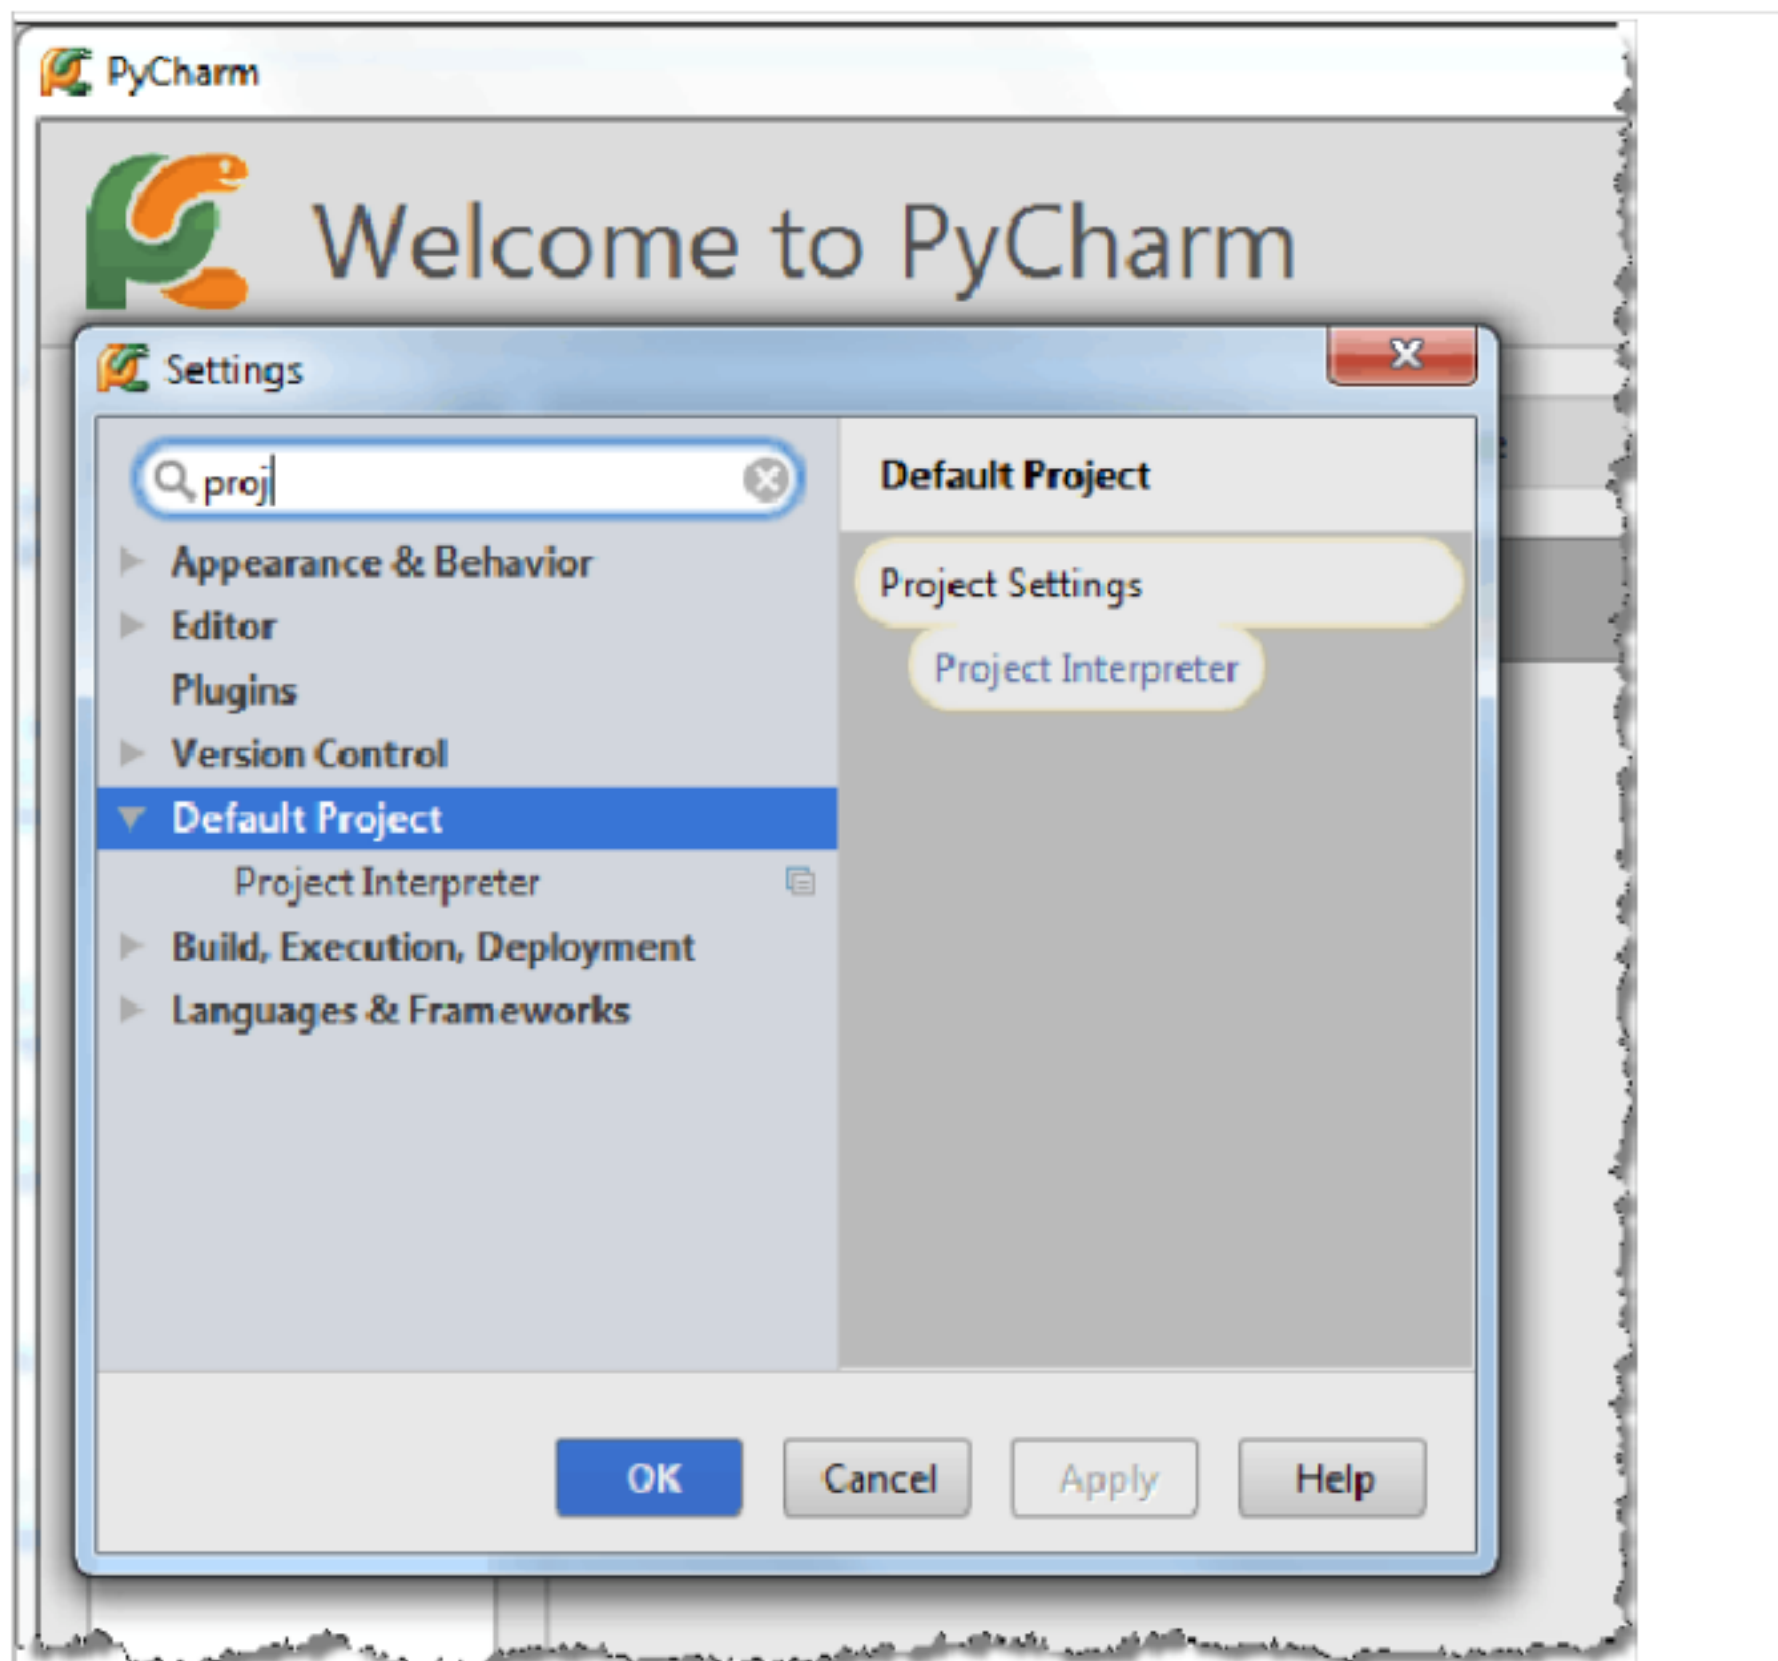 PyCharm
Welcome to PyCharm
Settings
proj
Appearance & Behavior
Editor
Plugins
Version Control
Default Project
Project Interpreter
Build, Execution, Deployment
Languages & Frameworks
Default Project
Project Settings
Project Interpreter
OK
Cancel
Apply
Help